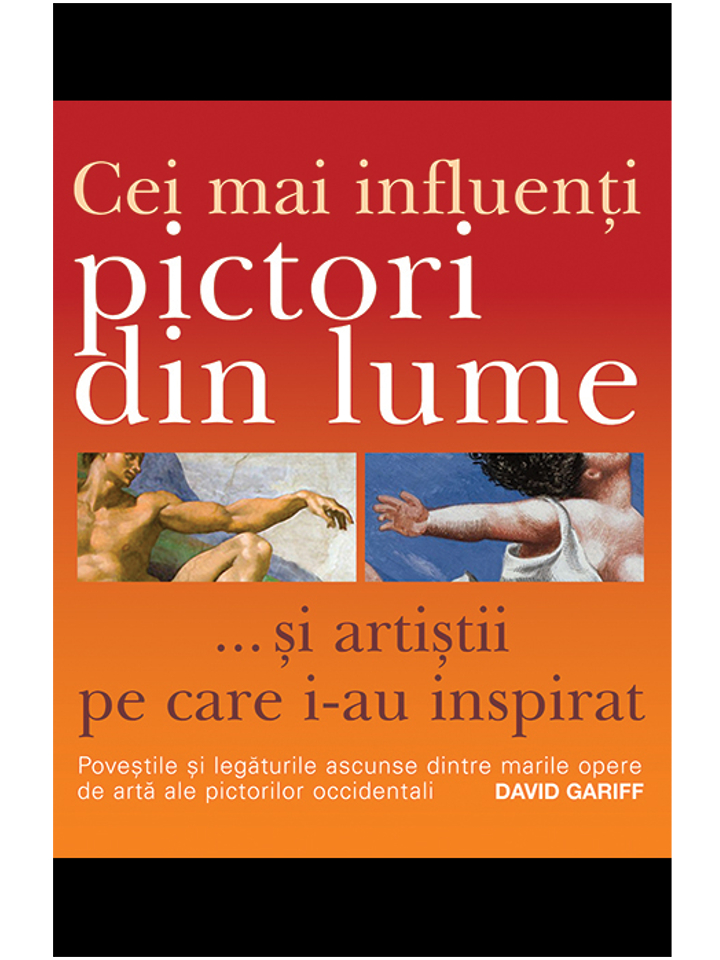 Cei mai influenți
pictori
din lume
...și artiștii
pe care i-au inspirat
Poveștile și legăturile ascunse dintre marile opere
de artă ale pictorilor occidentali DAVID GARIFF